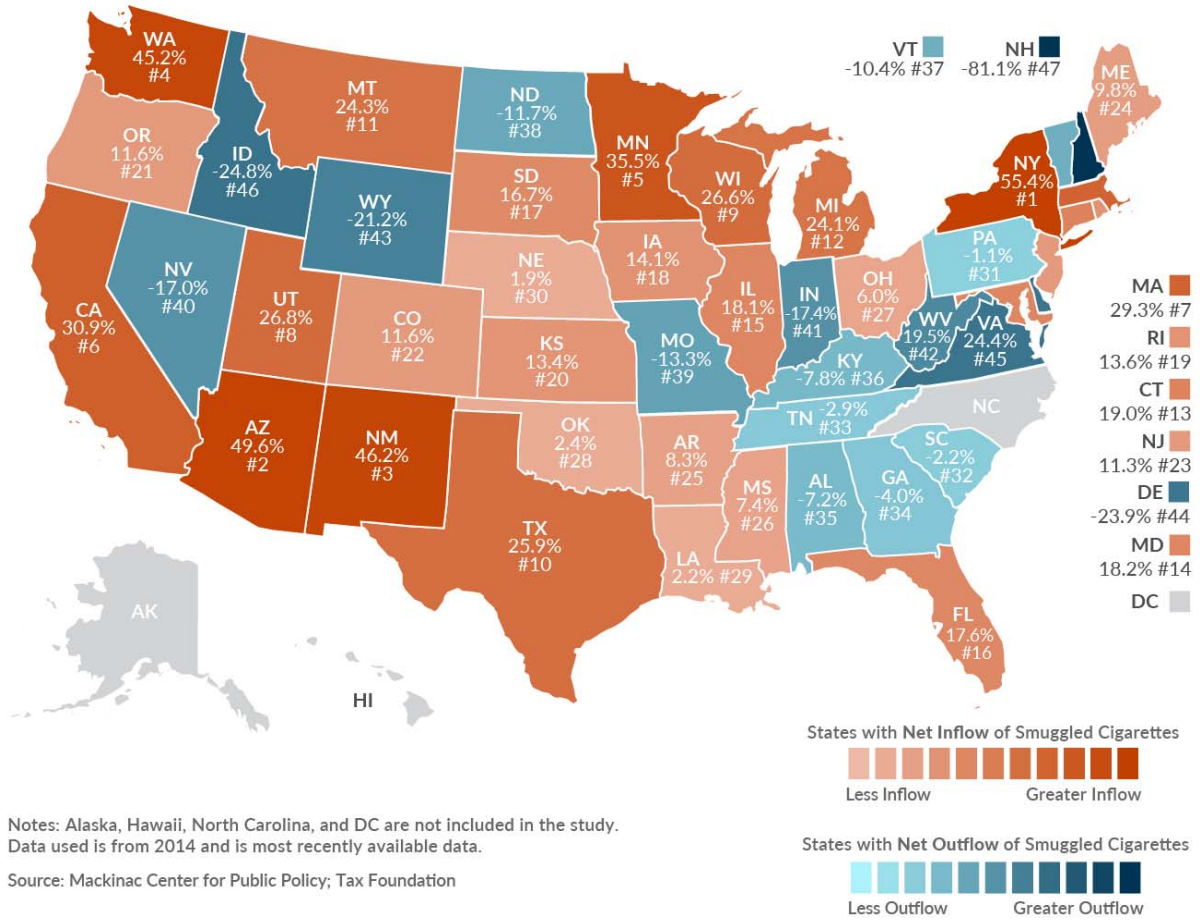 WA
45.2%
#4
MT
24.3%
#11
ND
-11.7%
#38
MN
35.5%
#5
VT
-10.4% #37
NH
-81.1% #47
ME
9.8%
#24
OR
11.6%
#21
ID
-24.8%
#46
WY
-21.2%
#43
SD
16.7%
#17
WI
26.6%
#9
MI
24.1%
#12
NY
55.4%
#1
NV
-17.0%
#40
UT
26.8%
#8
CO
11.6%
#22
NE
1.9%
#30
IA
14.1%
#18
IL
18.1%
#15
IN
-17.4%
#41
OH
6.0%
#27
PA
-1.1%
#31
CA
30.9%
#6
KS
13.4%
#20
MO
-13.3%
#39
KY
-7.8% #36
WV
19.5%
#42
VA
24.4%
#45
MA
29.3% #7
RI
13.6% #19
CT
19.0% #13
NJ
11.3% #23
DE
-23.9% #44
MD
18.2% #14
DC
AZ
49.6%
#2
NM
46.2%
#3
OK
2.4%
#28
AR
8.3%
#25
TN
-2.9%
#33
NC
SC
-2.2%
#32
MS
7.4%
#26
AL
-7.2%
#35
GA
-4.0%
#34
TX
25.9%
#10
LA
2.2% #29
FL
17.6%
#16
AK
HI
States with Net Inflow of Smuggled Cigarettes
Less Inflow Greater Inflow
States with Net Outflow of Smuggled Cigarettes
Less Outflow Greater Outflow
Notes: Alaska, Hawaii, North Carolina, and DC are not included in the study.
Data used is from 2014 and is most recently available data.
Source: Mackinac Center for Public Policy; Tax Foundation